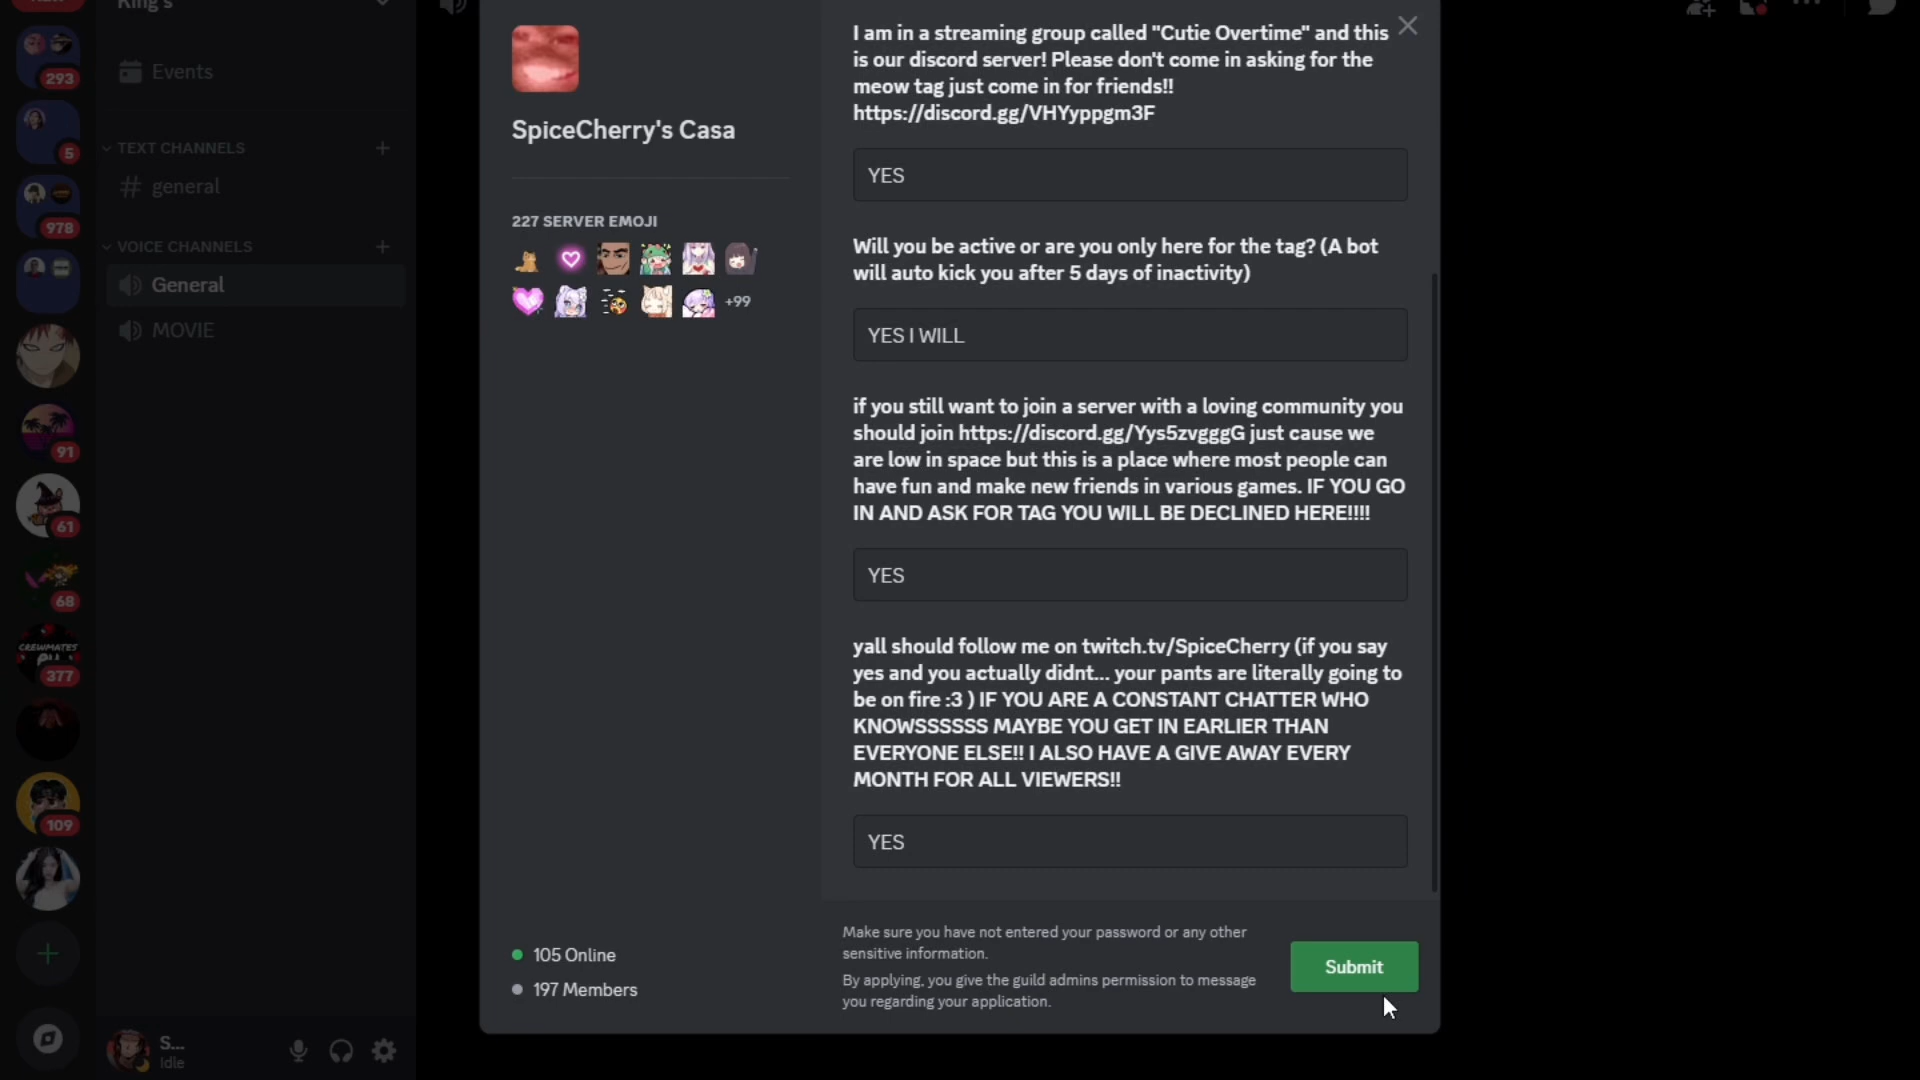 King's
Events
TEXT CHANNELS
general
VOICE CHANNELS
General
MOVIE
293
5
978
91
61
68
CREWMATES
377
109
S...
Idle
SpiceCherry's Casa
227 SERVER EMOJI
+99
105 Online
197 Members
I am in a streaming group called "Cutie Overtime" and this
is our discord server! Please don't come in asking for the
meow tag just come in for friends!!
https://discord.gg/VHYyppgm3F
YES
Will you be active or are you only here for the tag? (A bot
will auto kick you after 5 days of inactivity)
YES I WILL
if you still want to join a server with a loving community you
should join https://discord.gg/Yys5zvgggG just cause we
are low in space but this is a place where most people can
have fun and make new friends in various games. IF YOU GO
IN AND ASK FOR TAG YOU WILL BE DECLINED HERE!!!!
YES
yall should follow me on twitch.tv/SpiceCherry (if you say
yes and you actually didnt... your pants are literally going to
be on fire :3 ) IF YOU ARE A CONSTANT CHATTER WHO
KNOWSSSSSS MAYBE YOU GET IN EARLIER THAN
EVERYONE ELSE!! I ALSO HAVE A GIVE AWAY EVERY
MONTH FOR ALL VIEWERS!!
YES
Make sure you have not entered your password or any other
sensitive information.
By applying, you give the guild admins permission to message
you regarding your application.
Submit